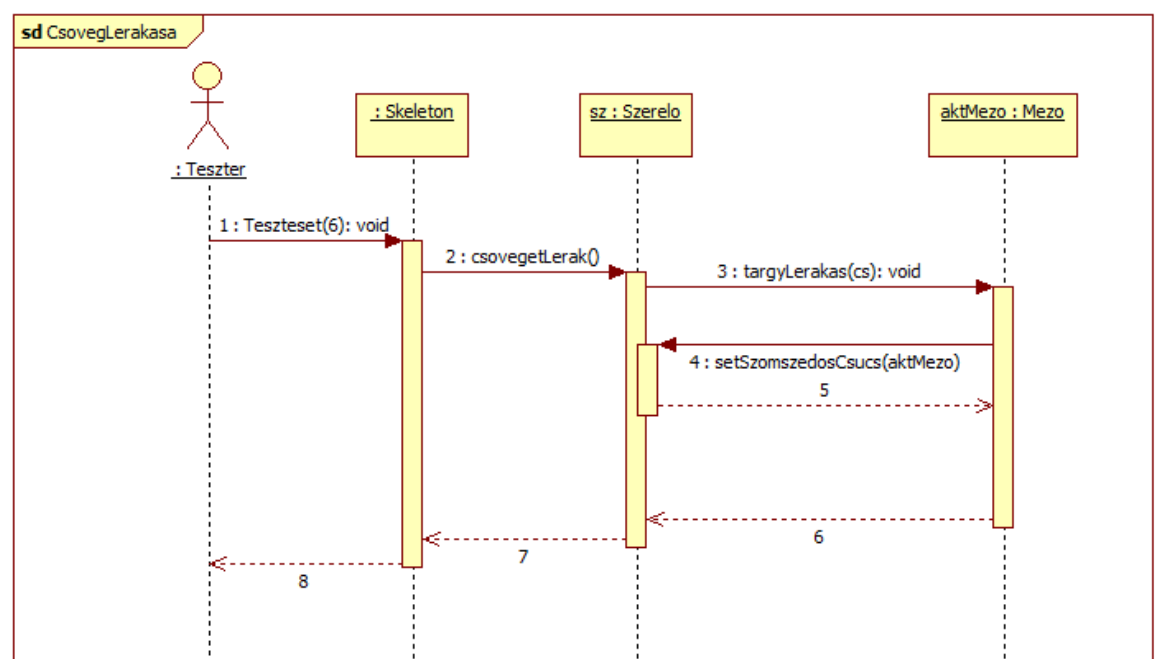 sd CsovegLerakasa
: Teszter
: Skeleton
sz : Szerelo
aktMezo : Mezo
1 : Teszteset(6): void
2 : csovegetLerak()
3 : targyLerakas(cs): void
4 : setSzomszedosCsucs(aktMezo)
5
6
7
8